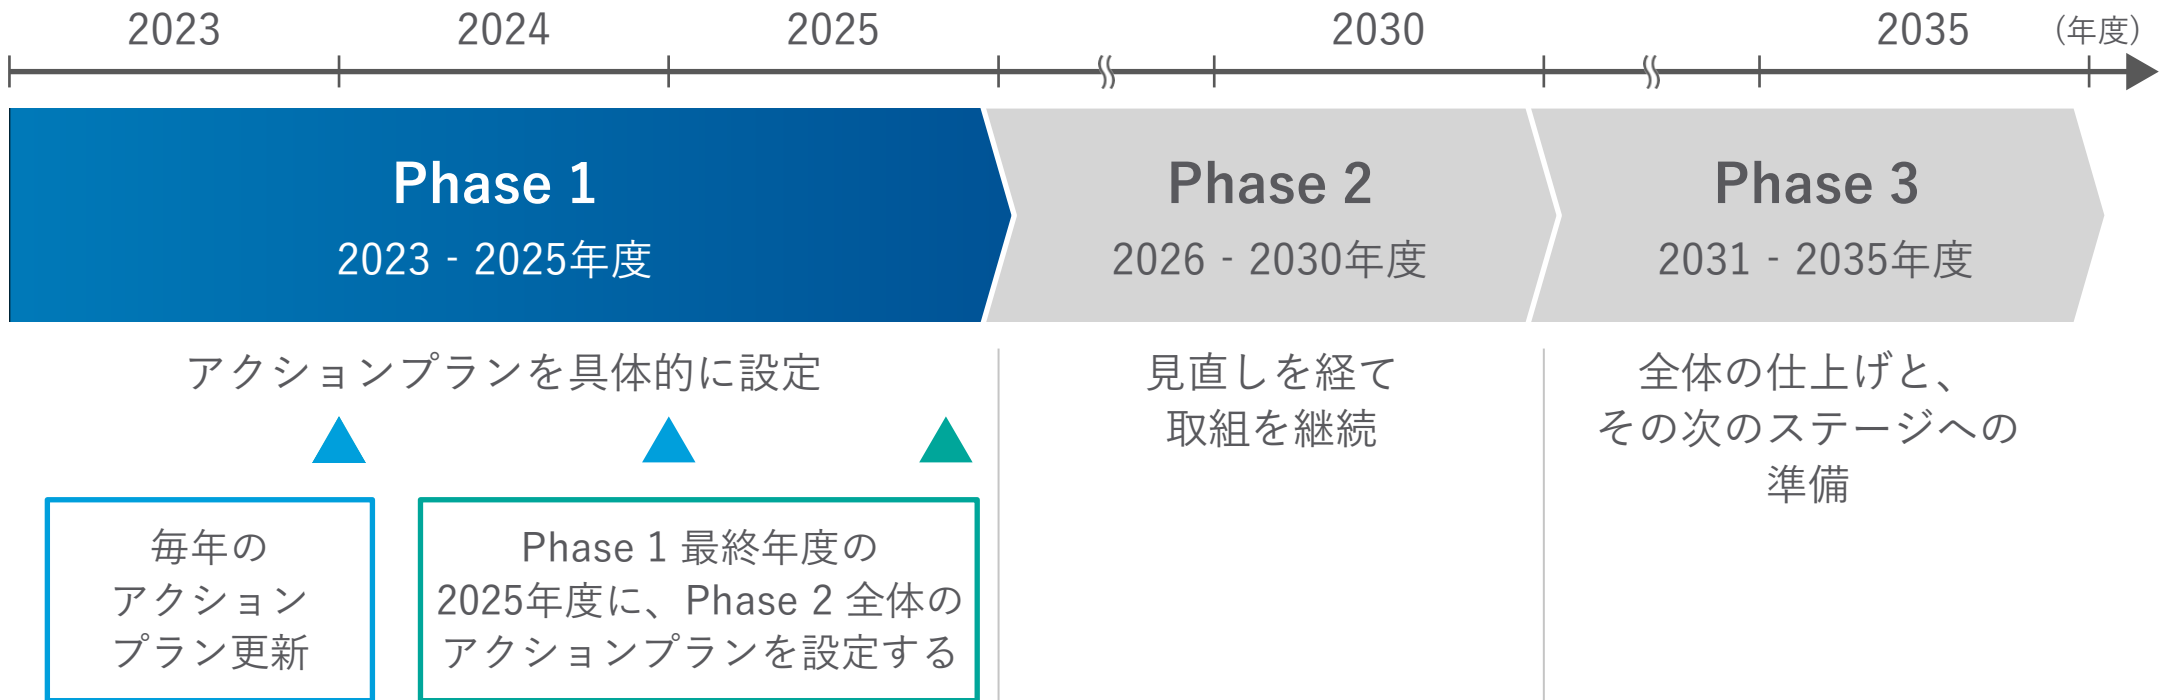 2023 2024 2025 2030 2035 (年度)
Phase 1
2023 - 2025年度
Phase 2
2026 - 2030年度
Phase 3
2031 - 2035年度
アクションプランを具体的に設定
見直しを経て
取組を継続
全体の仕上げと、
その次のステージへの
準備
毎年の
アクション
プラン更新
Phase 1 最終年度の
2025年度に、Phase 2 全体の
アクションプランを設定する